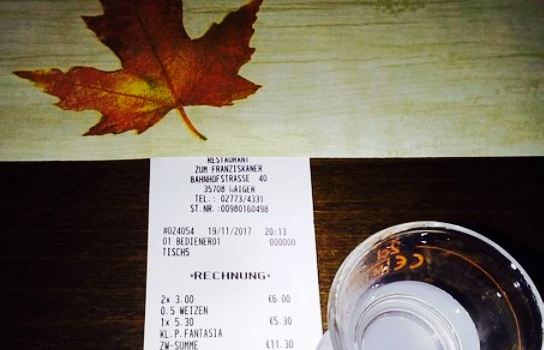 RESTAURANT
ZUM FRANZISKANER
BAHNHOFSTRASSE 40
35708 HAIGER
TEL.: 02773/4331
ST.NR.:00980160498
#024054 19/11/2017 20:13
01 BEDIENER01 000000
TISCH5
*RECHNUNG*
2x 3.00 €6.00
0.5 WEIZEN
1x 5.30 €5.30
KL.P.FANTASIA
ZW-SUMME €11.30
CE